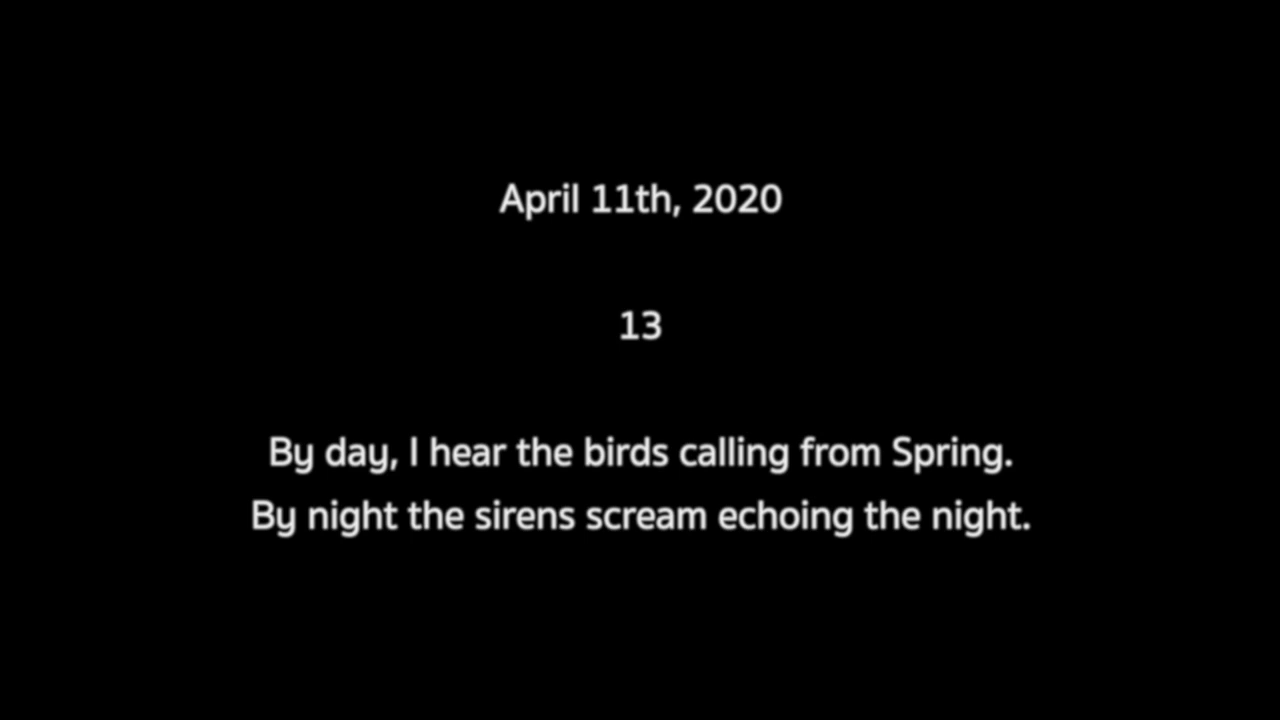 April 11th, 2020
13
By day, I hear the birds calling from Spring.
By night the sirens scream echoing the night.